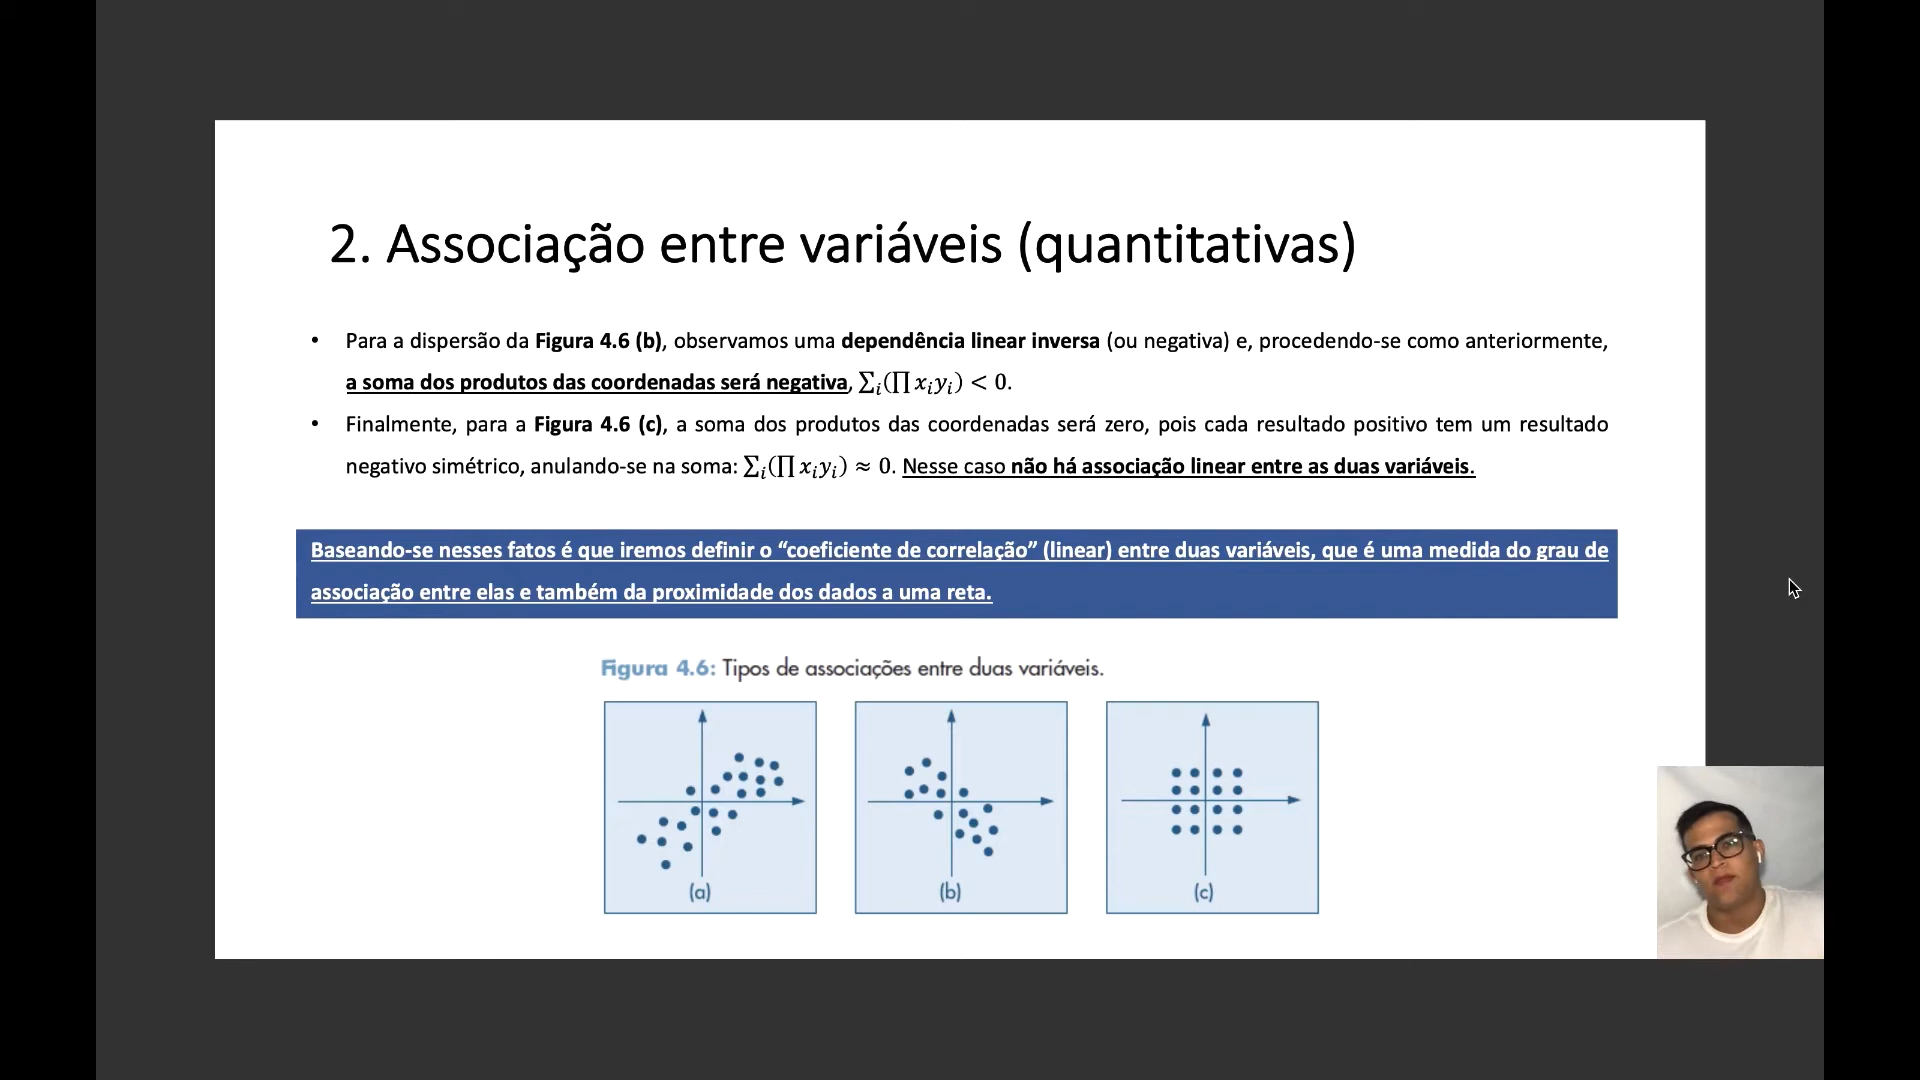 2. Associação entre variáveis (quantitativas)
• Para a dispersão da Figura 4.6 (b), observamos uma dependência linear inversa (ou negativa) e, procedendo-se como anteriormente,
a soma dos produtos das coordenadas será negativa, ∑ᵢ(∏ xᵢyᵢ) < 0.
• Finalmente, para a Figura 4.6 (c), a soma dos produtos das coordenadas será zero, pois cada resultado positivo tem um resultado
negativo simétrico, anulando-se na soma: ∑ᵢ(∏ xᵢyᵢ) ≈ 0. Nesse caso não há associação linear entre as duas variáveis.
Baseando-se nesses fatos é que iremos definir o “coeficiente de correlação” (linear) entre duas variáveis, que é uma medida do grau de
associação entre elas e também da proximidade dos dados a uma reta.
Figura 4.6: Tipos de associações entre duas variáveis.
(a) (b) (c)